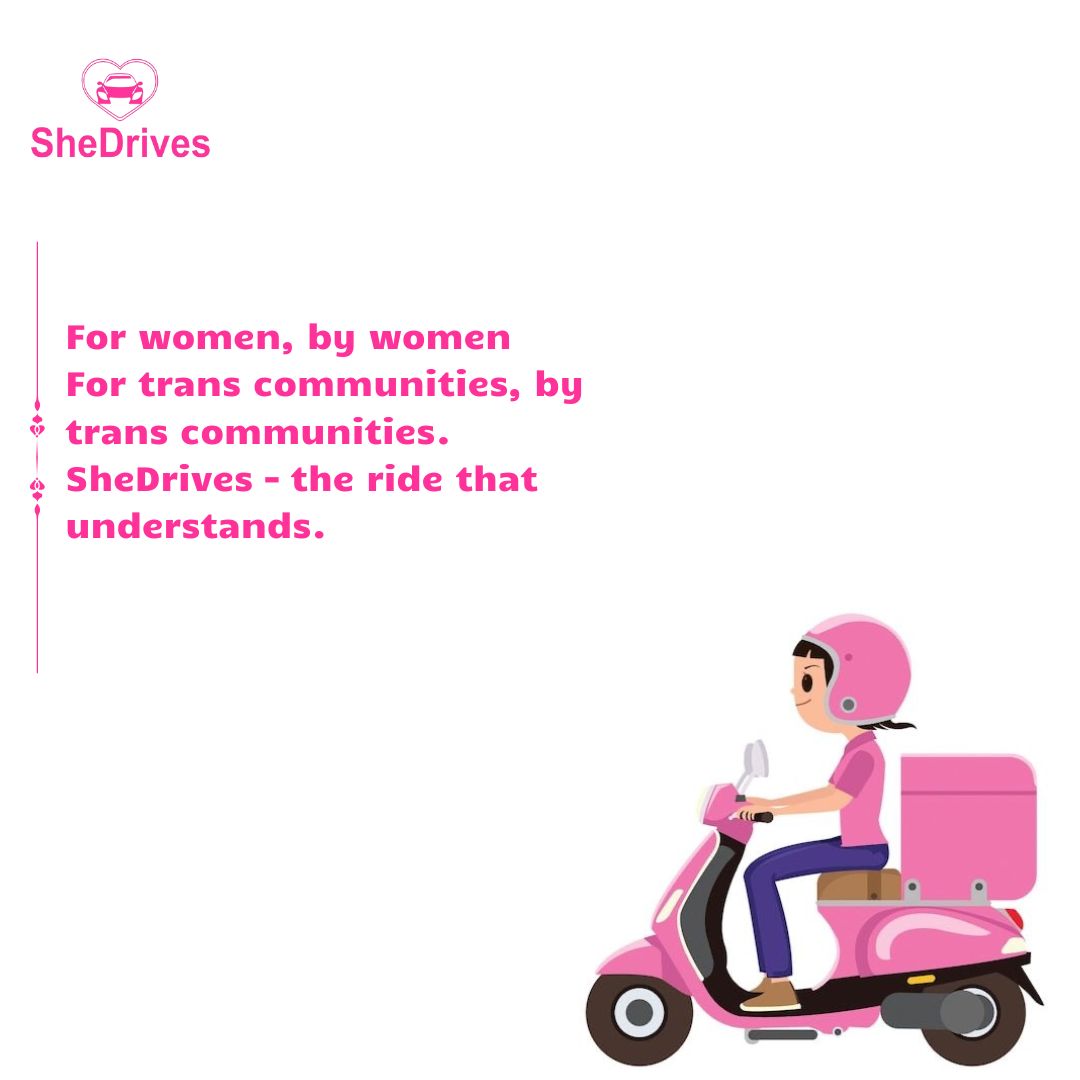 SheDrives
For women, by women
For trans communities, by
trans communities.
SheDrives - the ride that
understands.